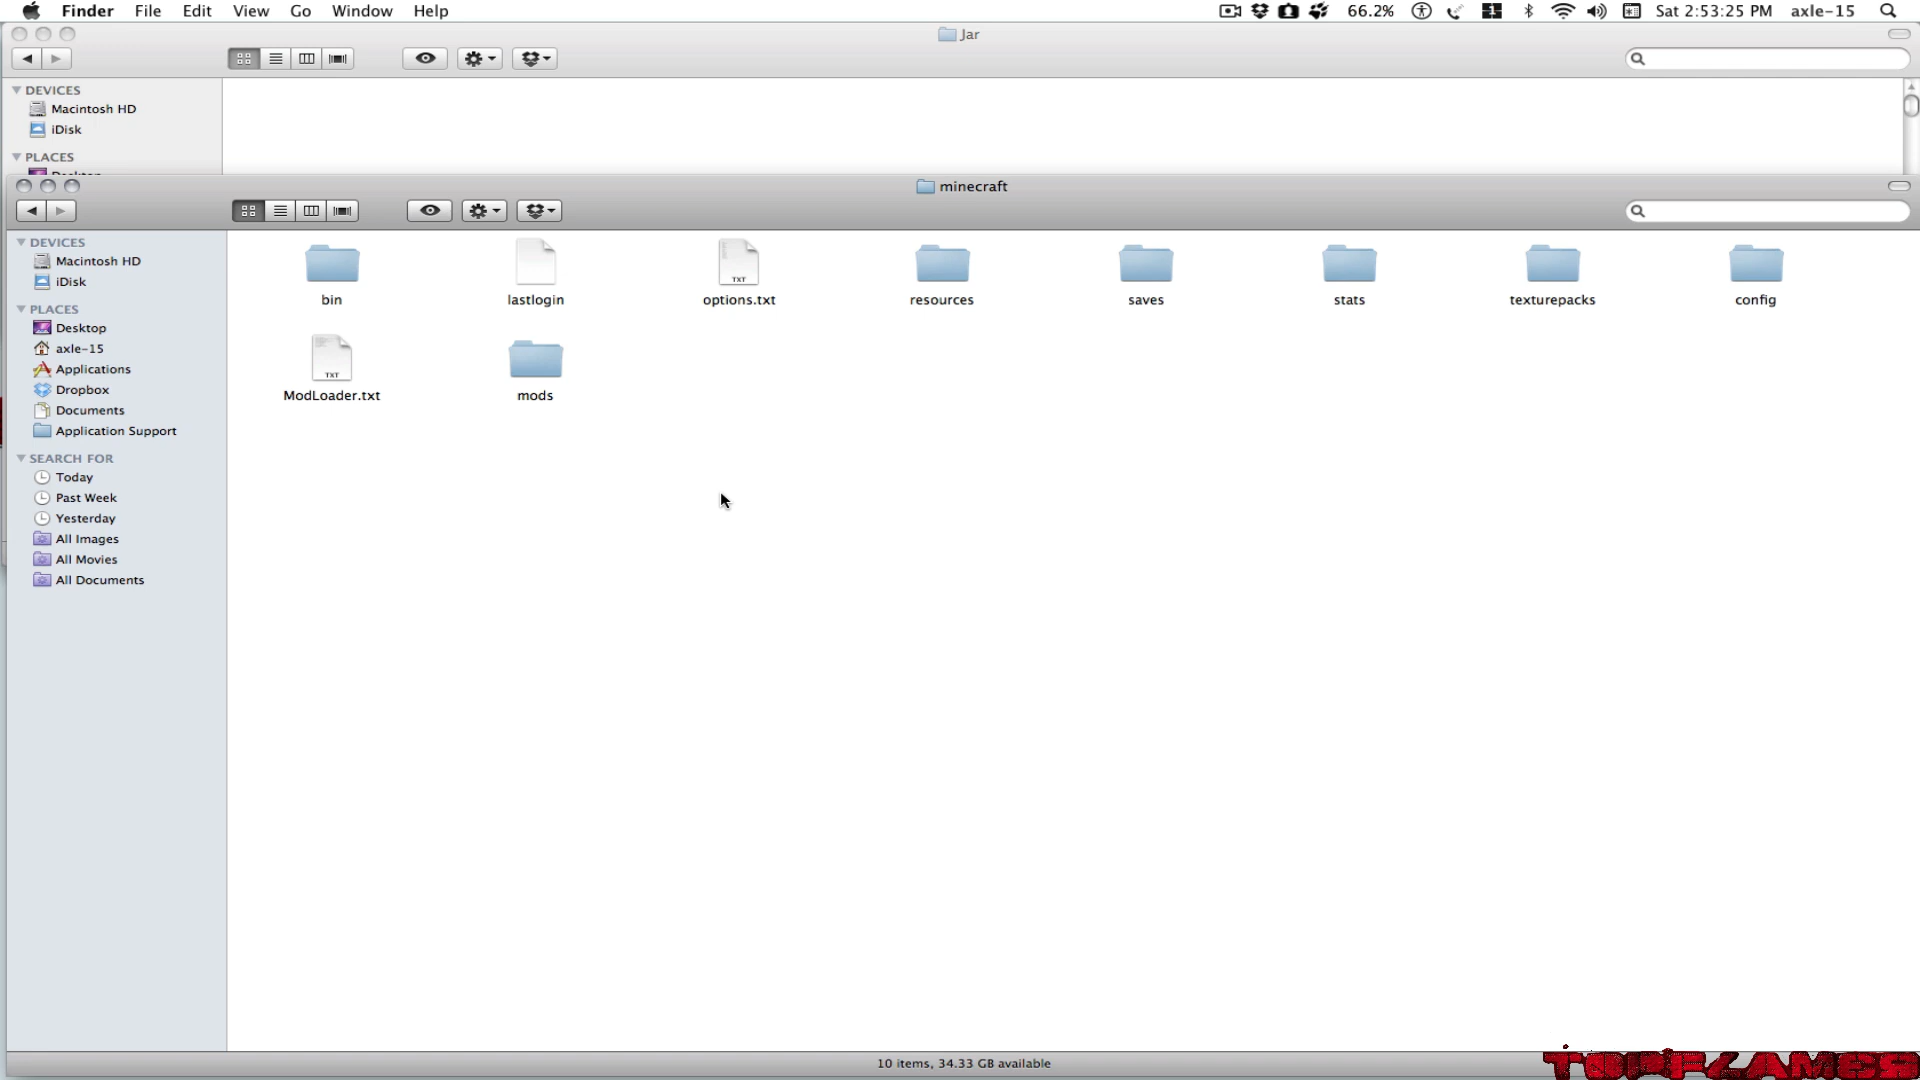 Finder File Edit View Go Window Help 66.2% 1 Sat 2:53:25 PM axle-15
Jar
DEVICES
Macintosh HD
iDisk
PLACES
minecraft
DEVICES
Macintosh HD
iDisk
PLACES
Desktop
axle-15
Applications
Dropbox
Documents
Application Support
SEARCH FOR
Today
Past Week
Yesterday
All Images
All Movies
All Documents
bin lastlogin options.txt resources saves stats texturepacks config
ModLoader.txt mods
10 items, 34.33 GB available